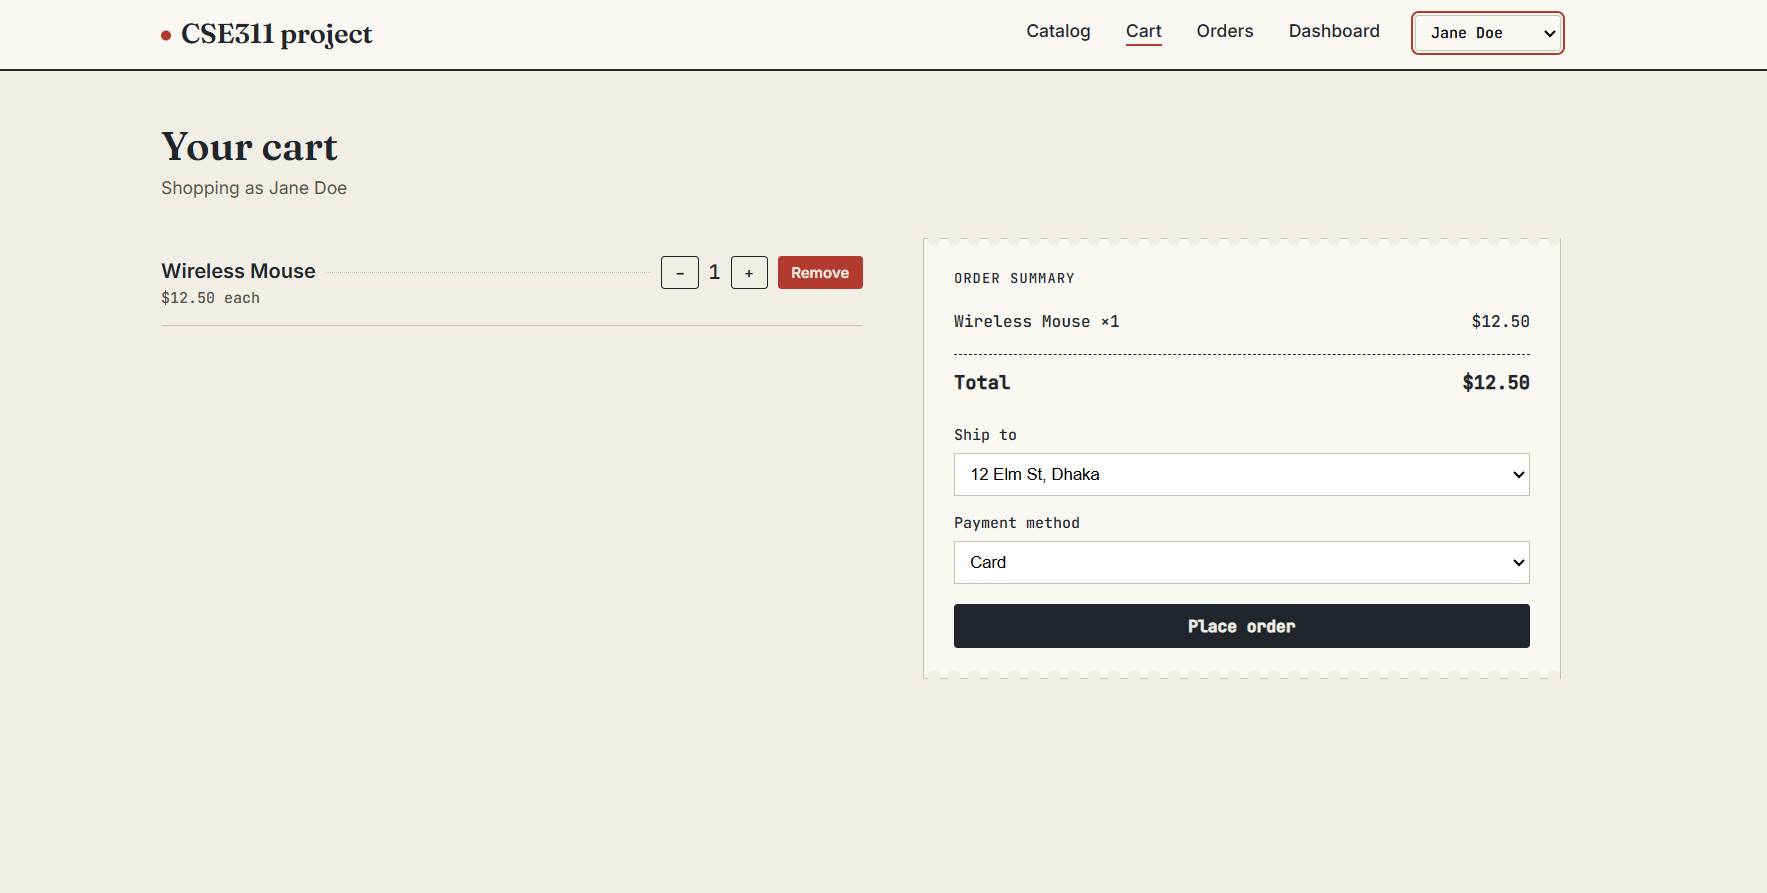 CSE311 project
Catalog
Cart
Orders
Dashboard
Jane Doe
Your cart
Shopping as Jane Doe
Wireless Mouse
- 1 + Remove
$12.50 each
ORDER SUMMARY
Wireless Mouse ×1 $12.50
Total $12.50
Ship to
12 Elm St, Dhaka
Payment method
Card
Place order